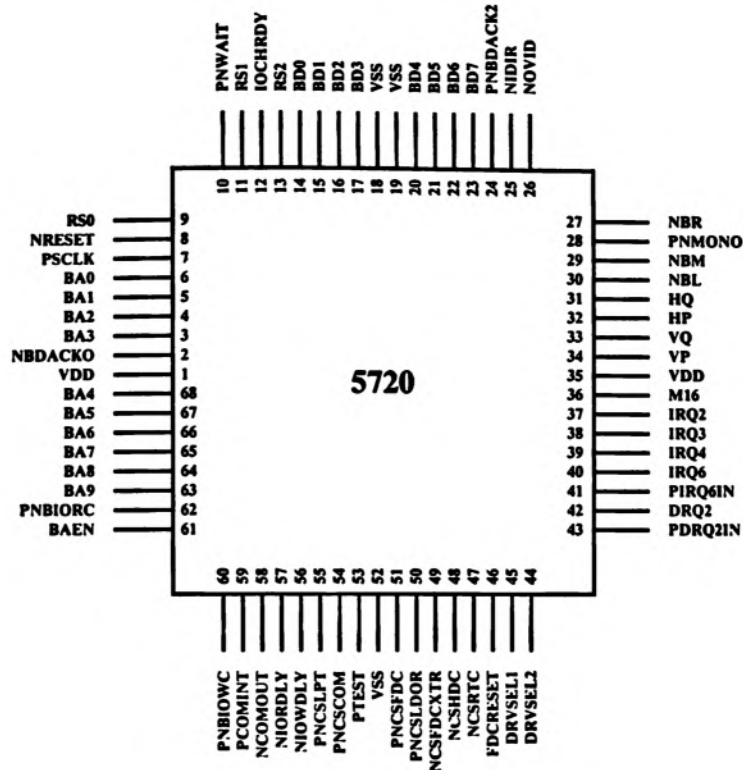 PNWAIT
RS1
IOCHRDY
RS2
BD0
BD1
BD2
BD3
VSS
VSS
BD4
BD5
BD6
BD7
PNBDACK2
NIDIR
NOVID
10 11 12 13 14 15 16 17 18 19 20 21 22 23 24 25 26
RS0 9
NRESET 8
PSCLK 7
BA0 6
BA1 5
BA2 4
BA3 3
NBDACKO 2
VDD 1
BA4 68
BA5 67
BA6 66
BA7 65
BA8 64
BA9 63
PNBIORC 62
BAEN 61
5720
27 NBR
28 PNMONO
29 NBM
30 NBL
31 HQ
32 HP
33 VQ
34 VP
35 VDD
36 M16
37 IRQ2
38 IRQ3
39 IRQ4
40 IRQ6
41 PIRQ6IN
42 DRQ2
43 PDRQ2IN
60 59 58 57 56 55 54 53 52 51 50 49 48 47 46 45 44
PNBIOWC
PCOMINT
NCOMOUT
NIORDLY
NIOWDLY
PNCSLPT
PNCSCOM
PTEST
VSS
PNCSFDC
PNCSLDOR
NCSFDCXTR
NCSHDC
NCSRTC
FDCRESET
DRVSEL1
DRVSEL2